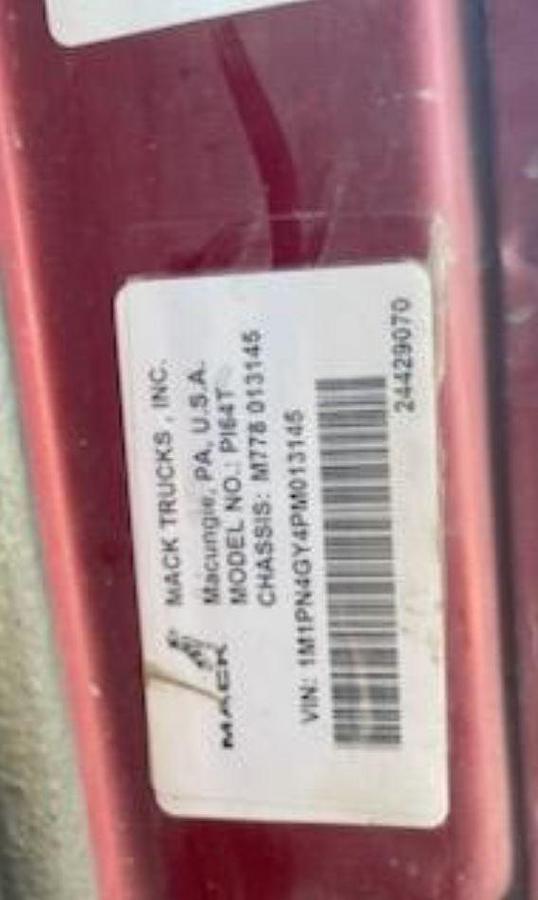 MACK
MACK TRUCKS , INC.
Macungie, PA, U.S.A.
MODEL NO.: PI64T
CHASSIS: M778 013145
VIN: 1M1PN4GY4PM013145
24429070